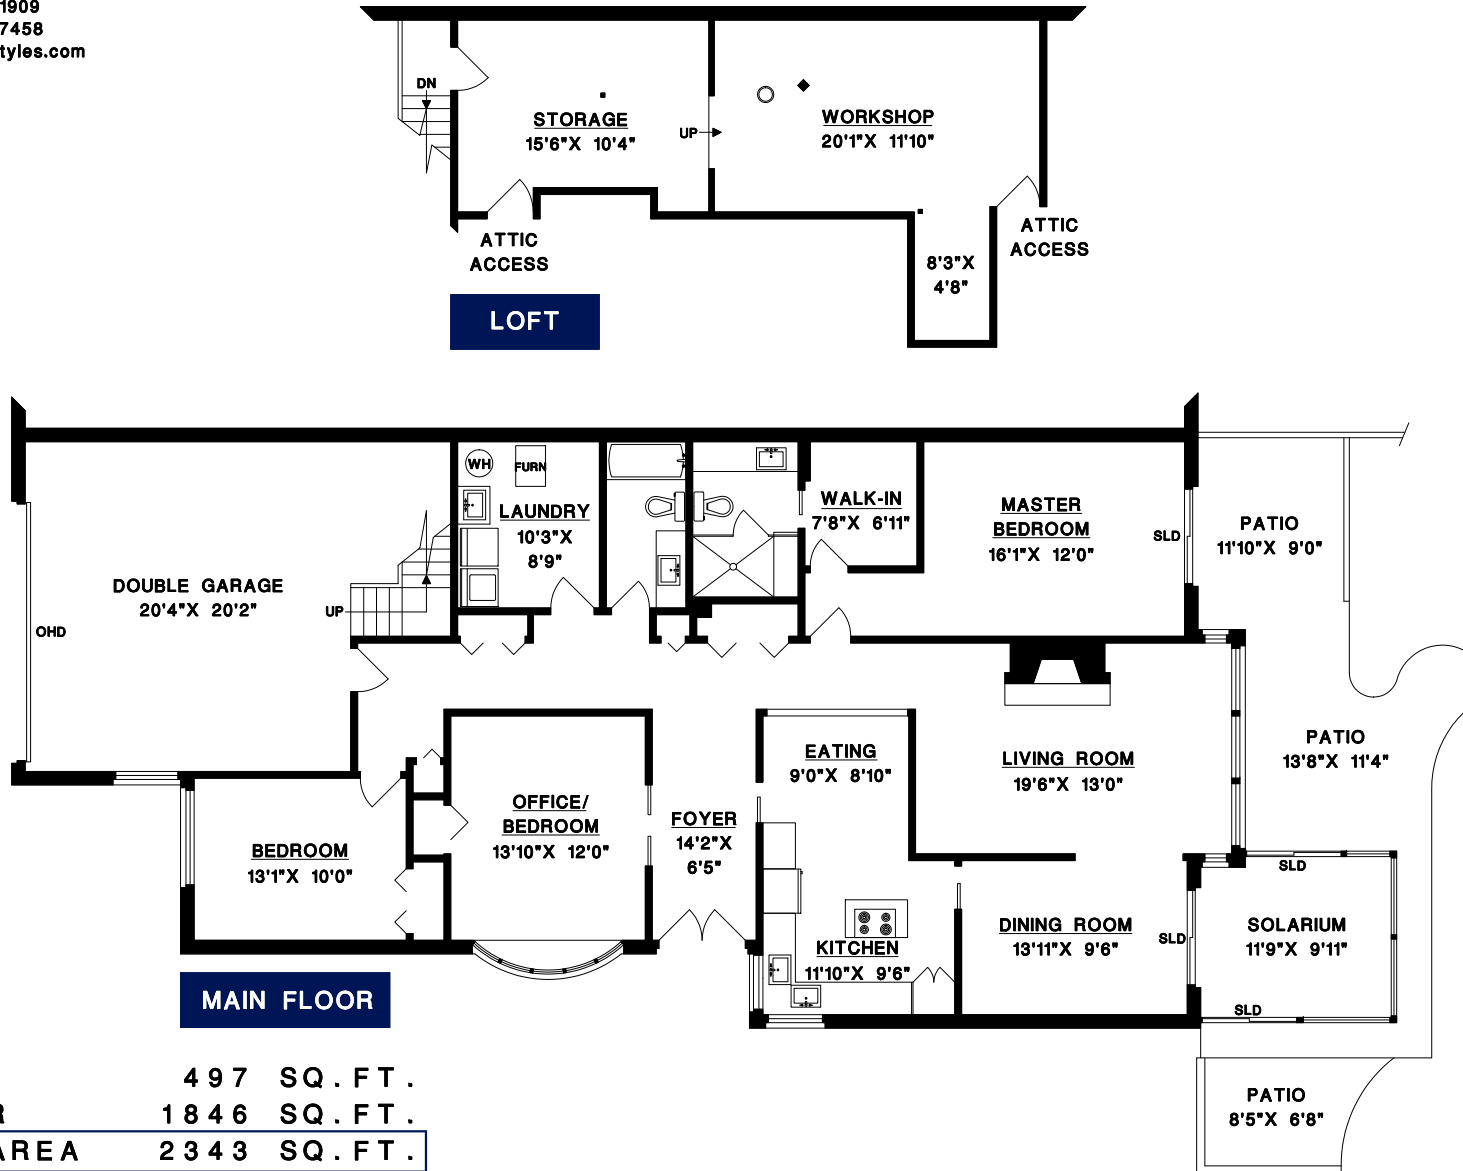 1909
7458
tyles.com
DN
STORAGE
15'6"X 10'4"
UP
WORKSHOP
20'1"X 11'10"
ATTIC
ACCESS
ATTIC
ACCESS
8'3"X
4'8"
LOFT
WH
FURN
LAUNDRY
10'3"X
8'9"
WALK-IN
7'8"X 6'11"
MASTER
BEDROOM
16'1"X 12'0"
SLD
PATIO
11'10"X 9'0"
DOUBLE GARAGE
20'4"X 20'2"
UP
OHD
EATING
9'0"X 8'10"
LIVING ROOM
19'6"X 13'0"
PATIO
13'8"X 11'4"
OFFICE/
BEDROOM
13'10"X 12'0"
FOYER
14'2"X
6'5"
BEDROOM
13'1"X 10'0"
SLD
KITCHEN
11'10"X 9'6"
DINING ROOM
13'11"X 9'6"
SLD
SOLARIUM
11'9"X 9'11"
SLD
MAIN FLOOR
PATIO
8'5"X 6'8"
497 SQ.FT.
R 1846 SQ.FT.
AREA 2343 SQ.FT.